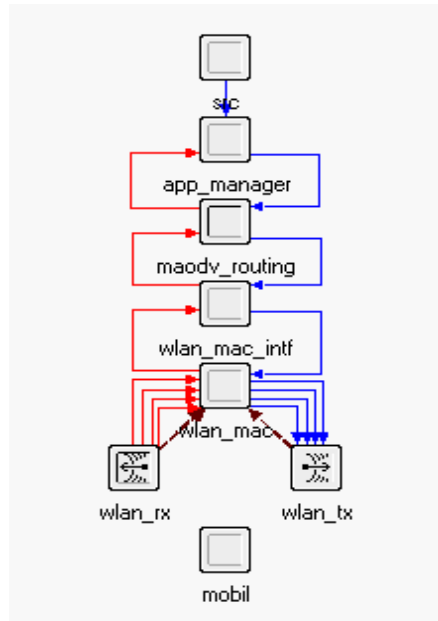 src
app_manager
maodv_routing
wlan_mac_intf
wlan_mac
wlan_rx
wlan_tx
mobil